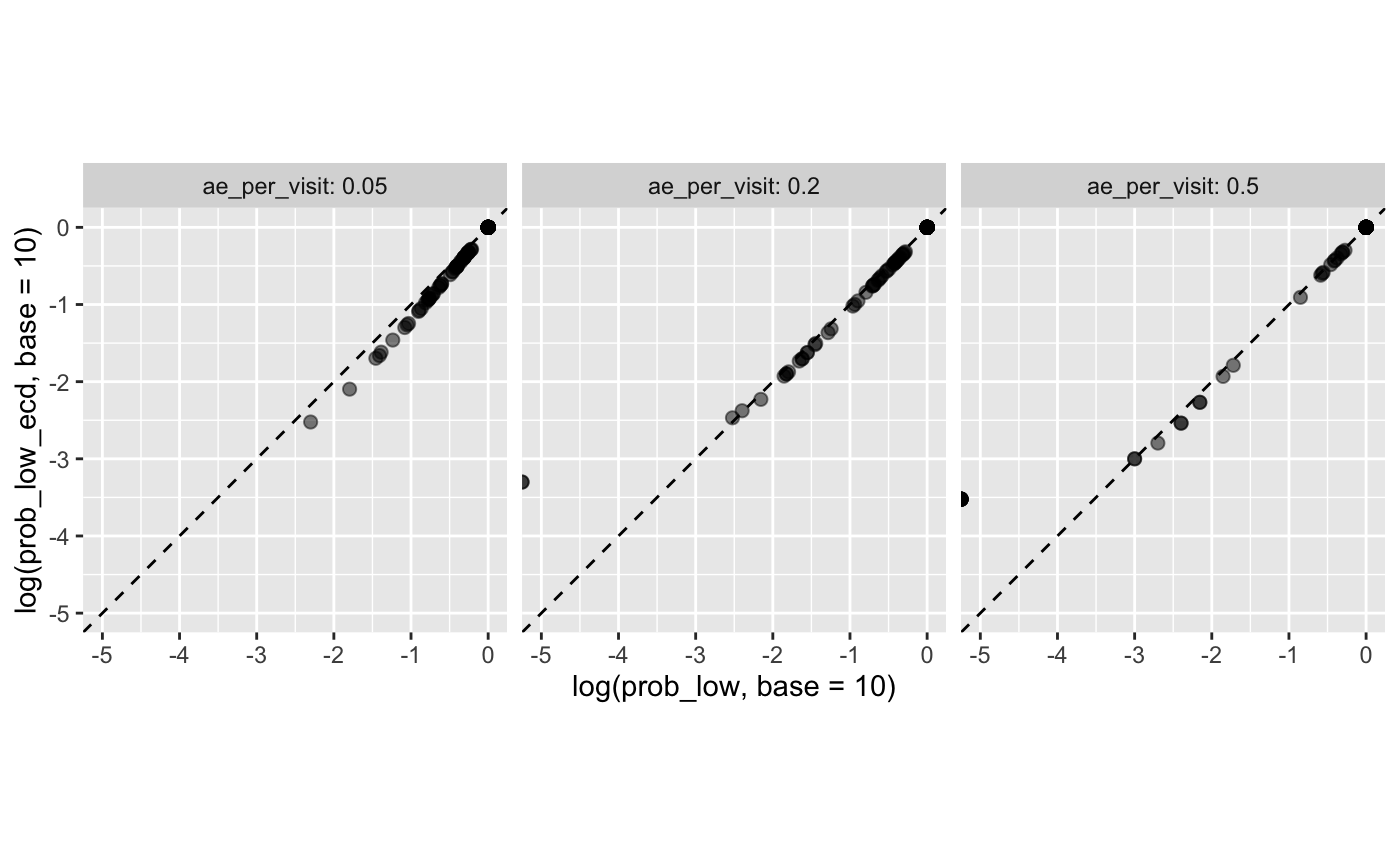 ae_per_visit: 0.05 ae_per_visit: 0.2 ae_per_visit: 0.5
log(prob_low_ecd, base = 10)
0
-1
-2
-3
-4
-5
-5 -4 -3 -2 -1 0 -5 -4 -3 -2 -1 0 -5 -4 -3 -2 -1 0
log(prob_low, base = 10)